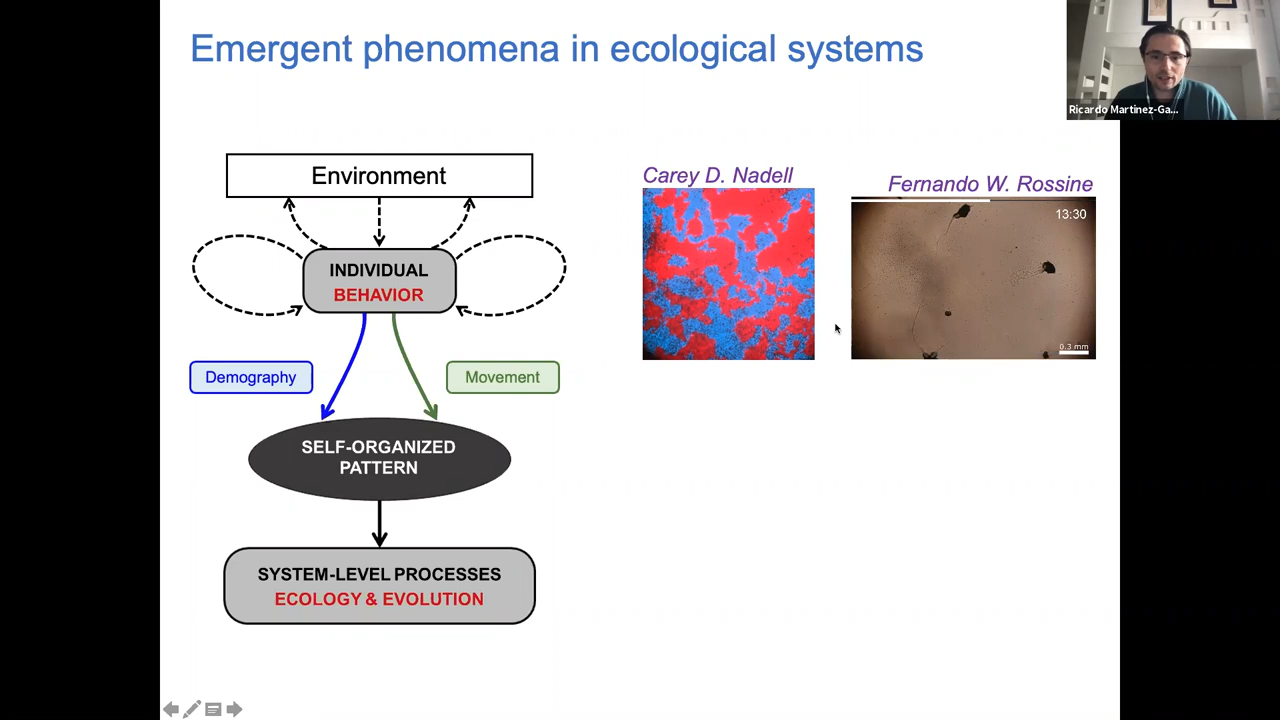 Emergent phenomena in ecological systems
Ricardo Martinez-Ga...
Environment
INDIVIDUAL
BEHAVIOR
Demography
Movement
SELF-ORGANIZED
PATTERN
SYSTEM-LEVEL PROCESSES
ECOLOGY & EVOLUTION
Carey D. Nadell
Fernando W. Rossine
13:30
0.3 mm